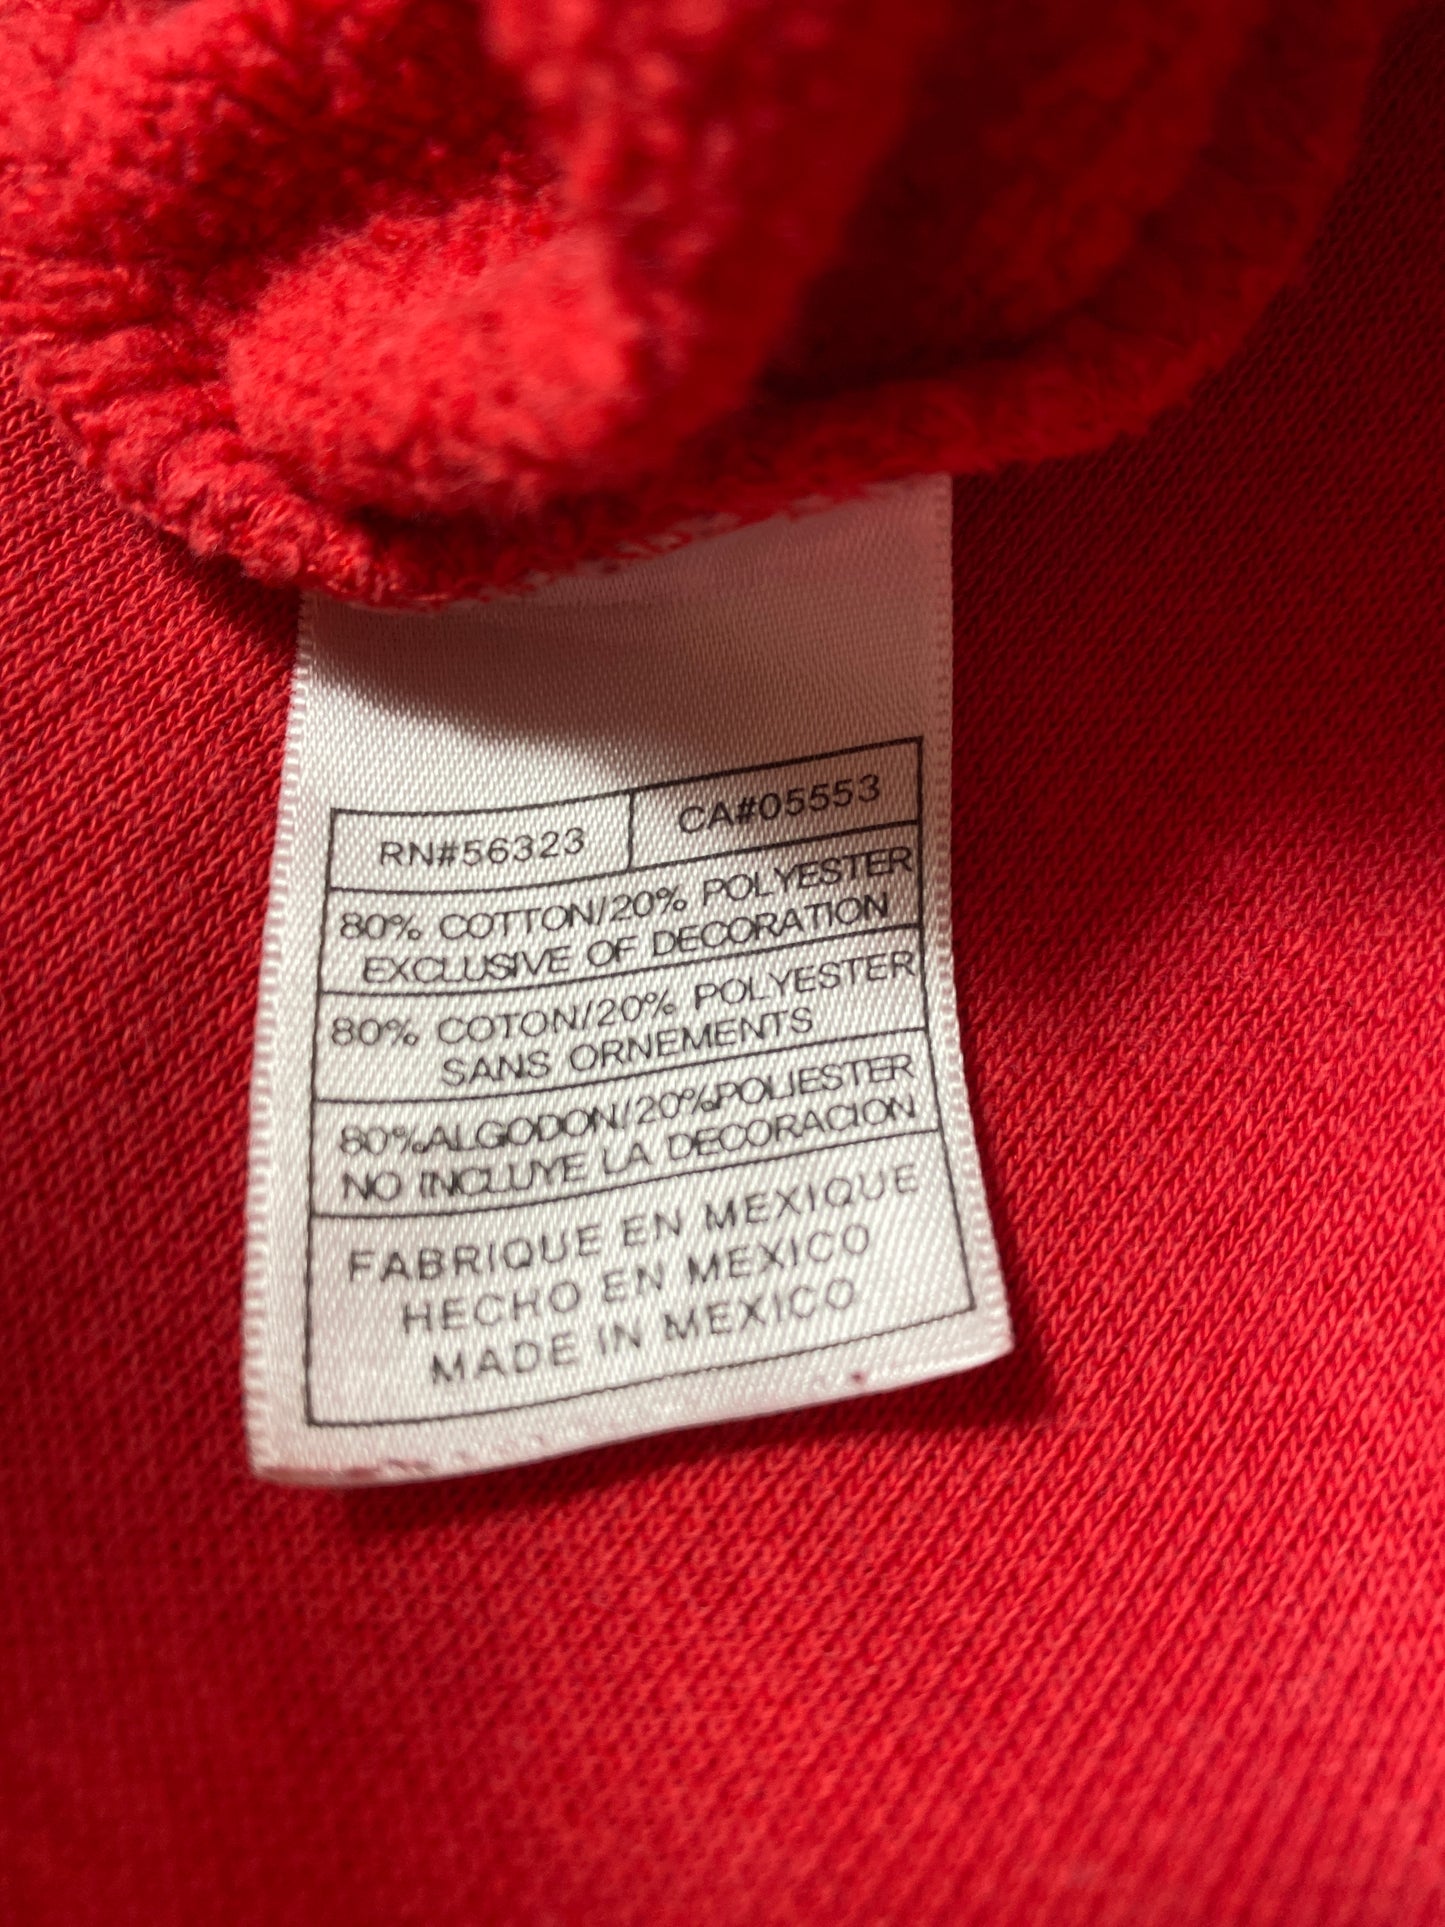 RN#56323 CA#05553
80% COTTON/20% POLYESTER
EXCLUSIVE OF DECORATION
80% COTON/20% POLYESTER
SANS ORNEMENTS
80% ALGODON/20% POLIESTER
NO INCLUYE LA DECORACION
FABRIQUE EN MEXIQUE
HECHO EN MEXICO
MADE IN MEXICO